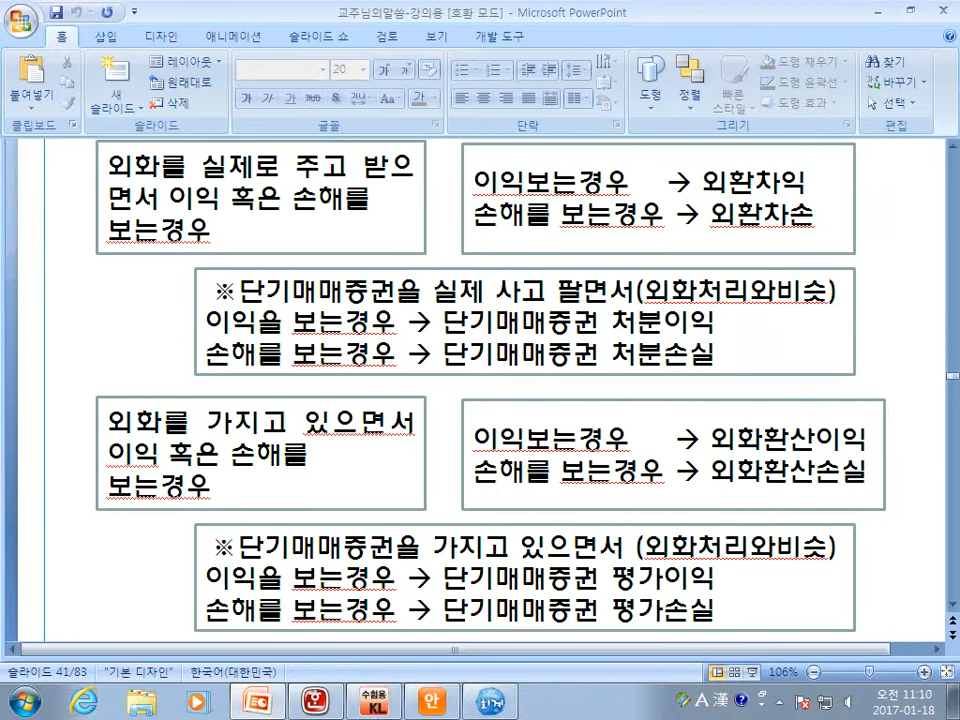 교주님의말씀-강의용 [호환 모드] - Microsoft PowerPoint
홈 삽입 디자인 애니메이션 슬라이드 쇼 검토 보기 개발 도구
붙여넣기
새 슬라이드
레이아웃
원래대로
삭제
20
가 가 가 abc S 가 Aa 가
도형
정렬
빠른 스타일
도형 채우기
도형 윤곽선
도형 효과
찾기
바꾸기
선택
클립보드 슬라이드 글꼴 단락 그리기 편집
외화를 실제로 주고 받으
면서 이익 혹은 손해를
보는경우
이익보는경우 → 외환차익
손해를 보는경우 → 외환차손
※단기매매증권을 실제 사고 팔면서(외화처리와비슷)
이익을 보는경우 → 단기매매증권 처분이익
손해를 보는경우 → 단기매매증권 처분손실
외화를 가지고 있으면서
이익 혹은 손해를
보는경우
이익보는경우 → 외화환산이익
손해를 보는경우 → 외화환산손실
※단기매매증권을 가지고 있으면서 (외화처리와비슷)
이익을 보는경우 → 단기매매증권 평가이익
손해를 보는경우 → 단기매매증권 평가손실
슬라이드 41/83 "기본 디자인" 한국어(대한민국) 106%
수험용
KL
안
A 漢
오전 11:10
2017-01-18